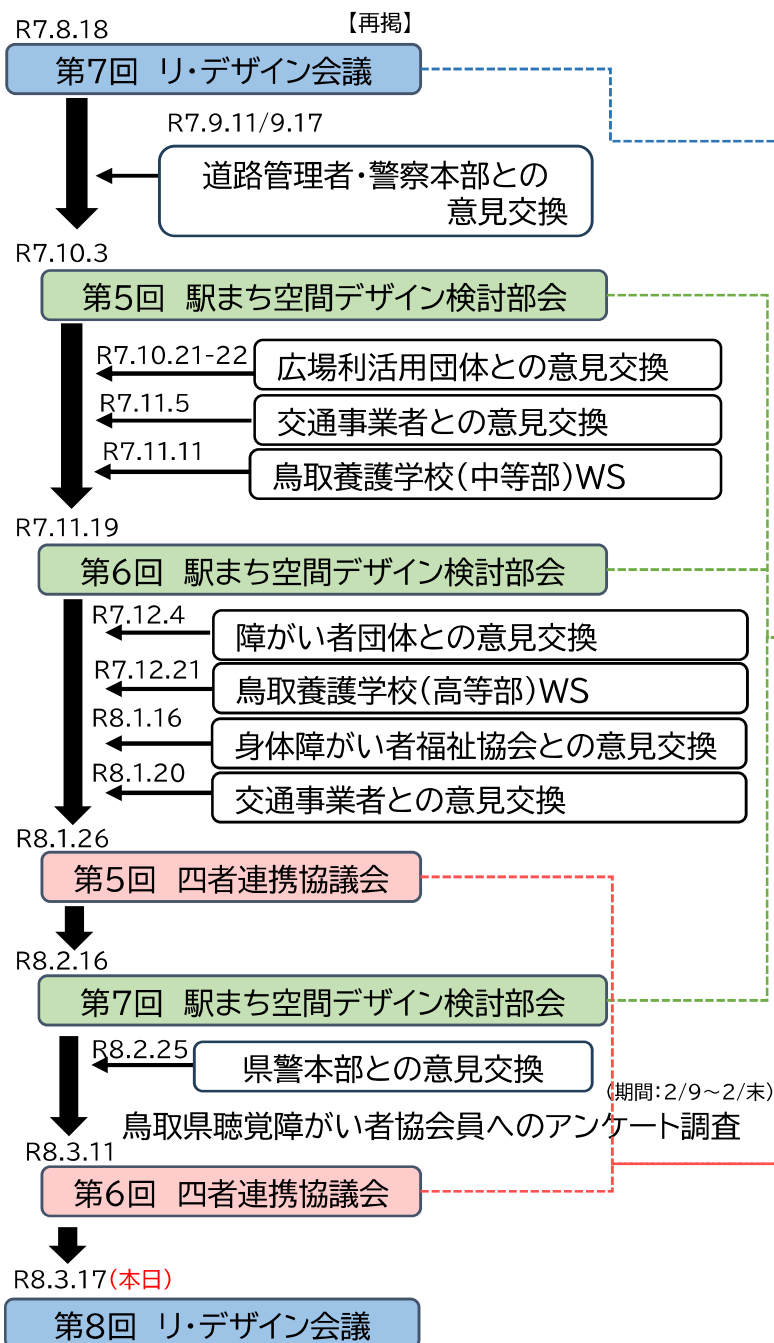 【再掲】
R7.8.18
第7回 リ・デザイン会議
R7.9.11/9.17
道路管理者・警察本部との
意見交換
R7.10.3
第5回 駅まち空間デザイン検討部会
R7.10.21-22
広場利活用団体との意見交換
R7.11.5
交通事業者との意見交換
R7.11.11
鳥取養護学校(中等部)WS
R7.11.19
第6回 駅まち空間デザイン検討部会
R7.12.4
障がい者団体との意見交換
R7.12.21
鳥取養護学校(高等部)WS
R8.1.16
身体障がい者福祉協会との意見交換
R8.1.20
交通事業者との意見交換
R8.1.26
第5回 四者連携協議会
R8.2.16
第7回 駅まち空間デザイン検討部会
R8.2.25
県警本部との意見交換
(期間:2/9~2/末)
鳥取県聴覚障がい者協会員へのアンケート調査
R8.3.11
第6回 四者連携協議会
R8.3.17(本日)
第8回 リ・デザイン会議